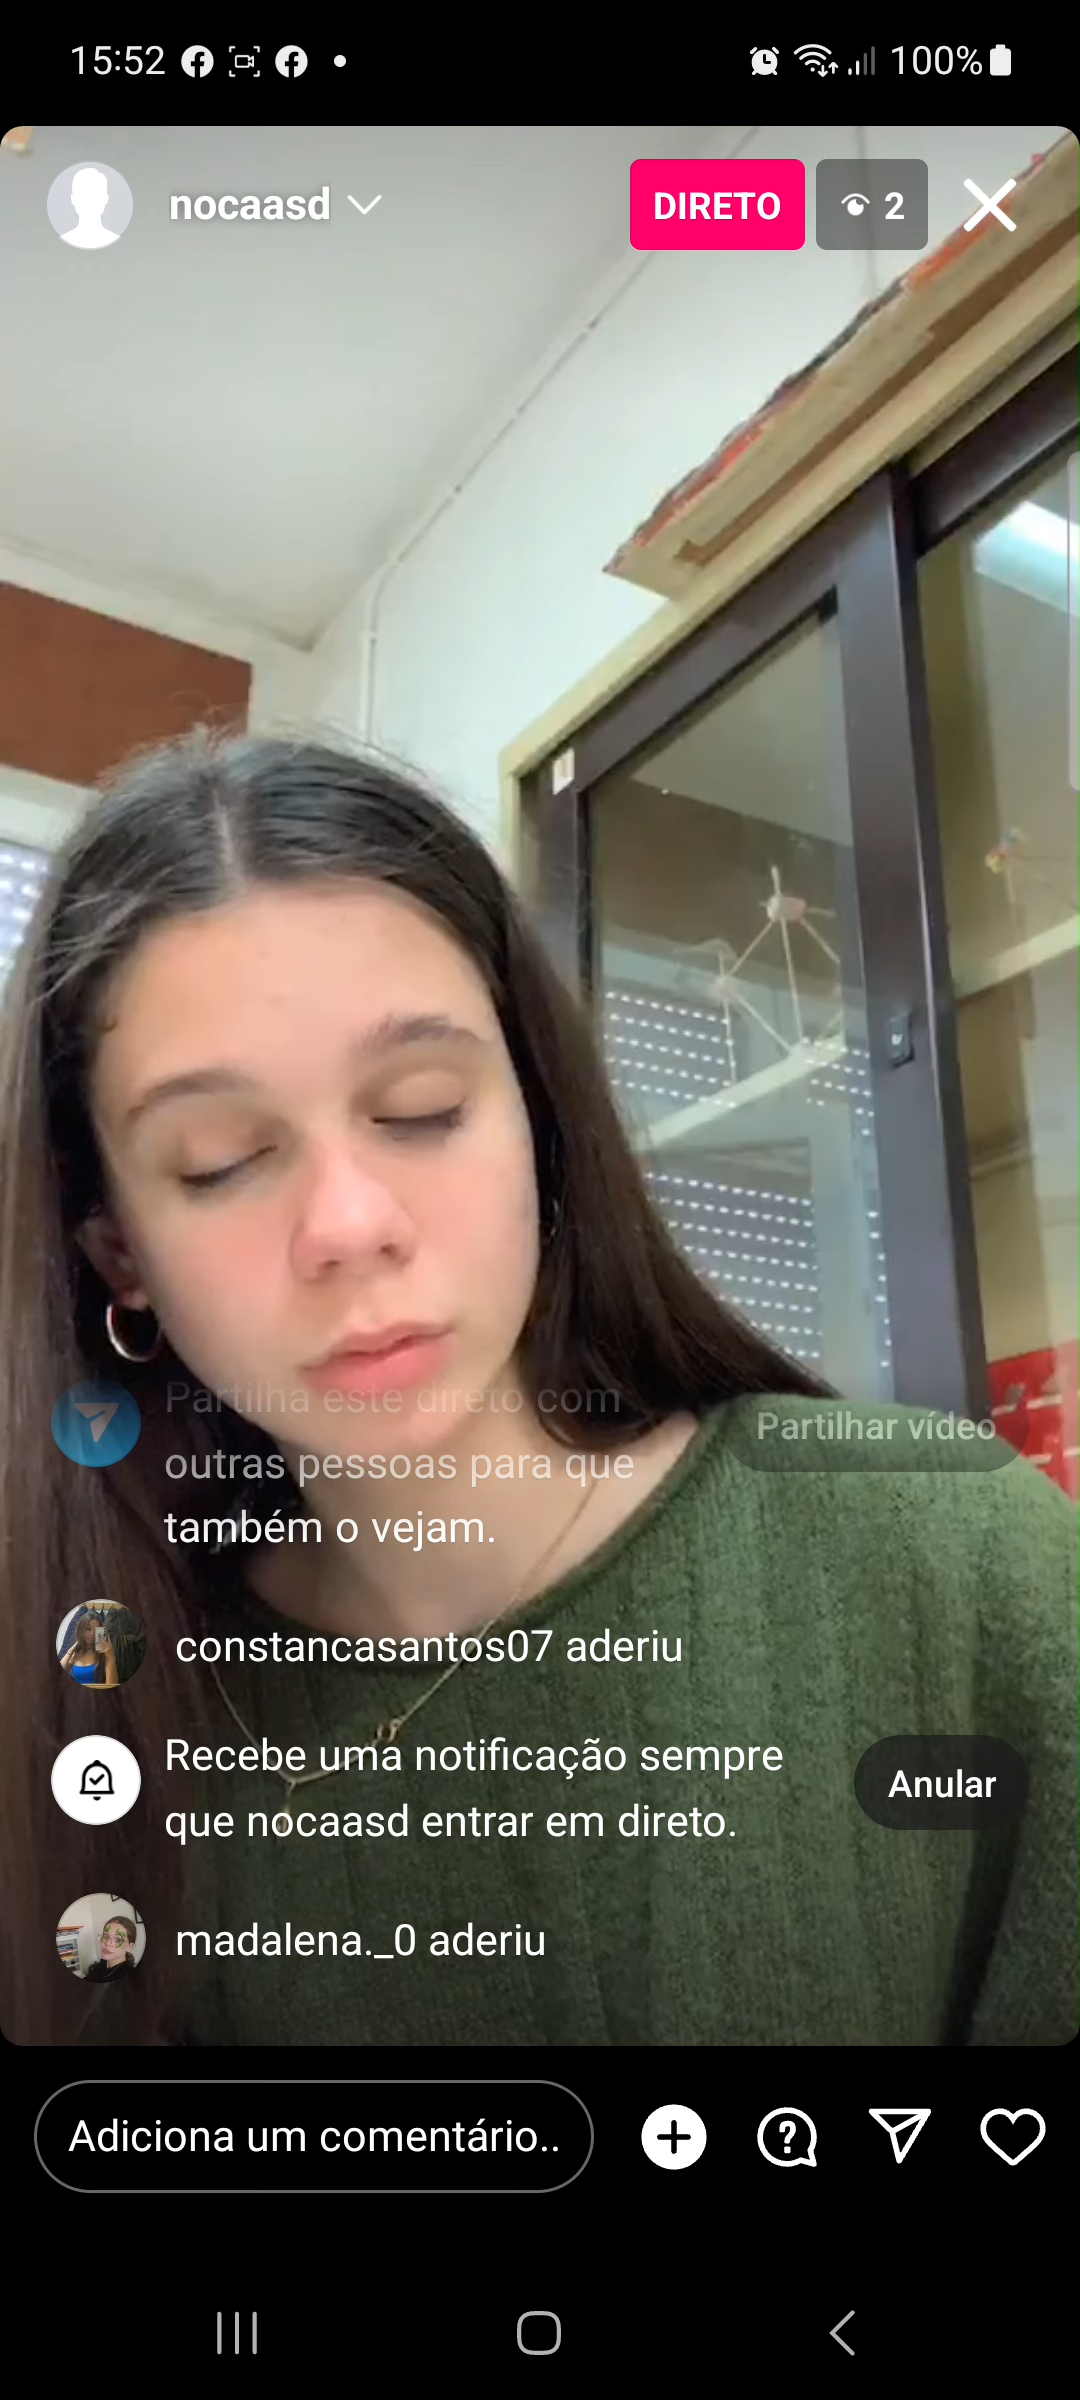 15:52
100%
nocaasd
DIRETO
2
Partilha este direto com
outras pessoas para que
também o vejam.
Partilhar vídeo
constancasantos07 aderiu
Recebe uma notificação sempre
que nocaasd entrar em direto.
Anular
madalena._0 aderiu
Adiciona um comentário..